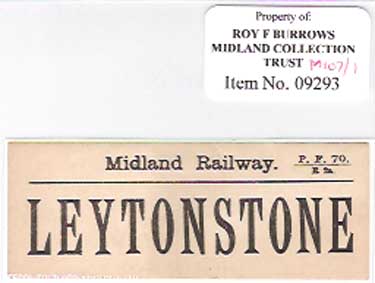 Property of:
ROY F BURROWS
MIDLAND COLLECTION
TRUST M107/1
Item No. 09293
Midland Railway. P. F. 70.
LEYTONSTONE